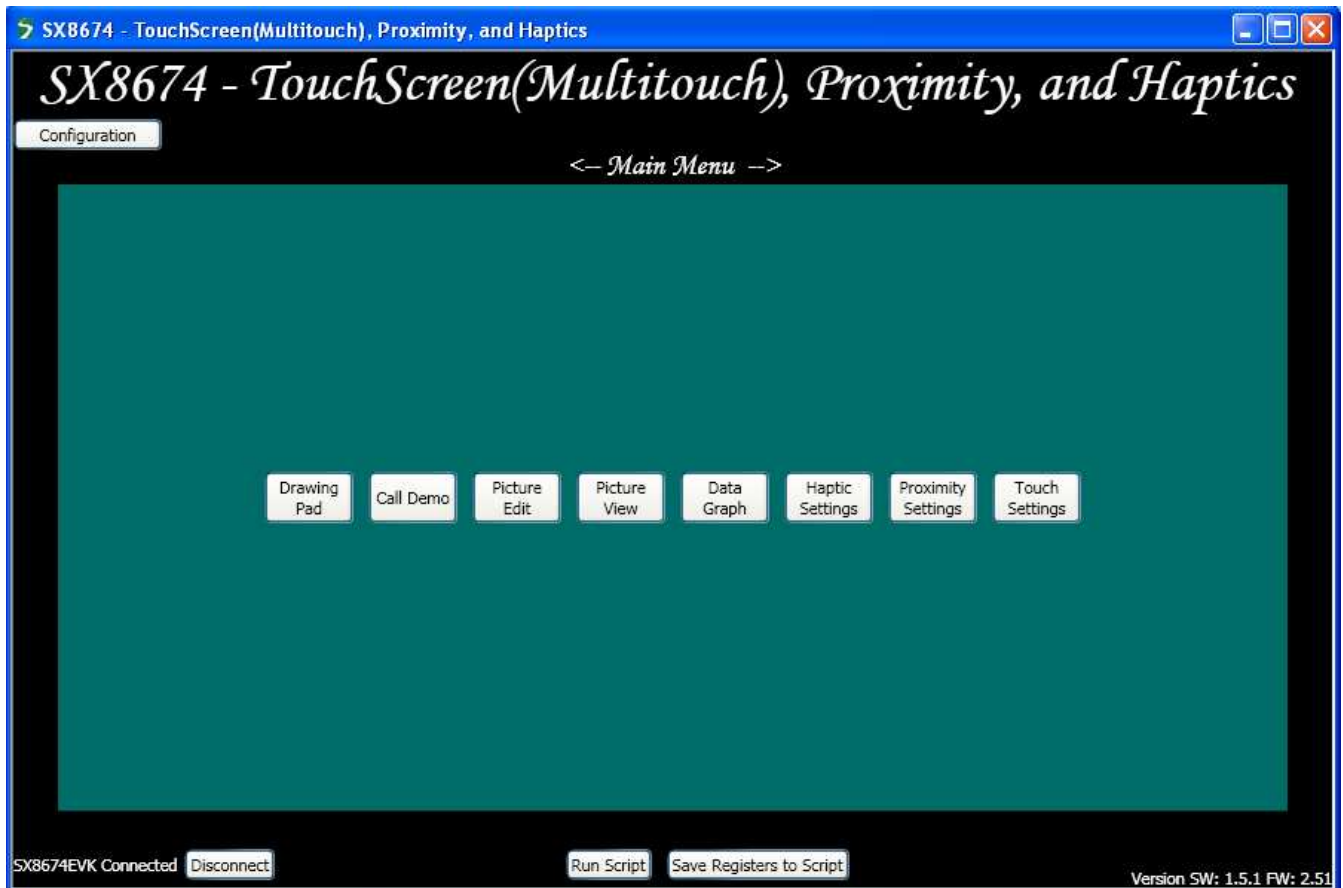 SX8674 - TouchScreen(Multitouch), Proximity, and Haptics
SX8674 - TouchScreen(Multitouch), Proximity, and Haptics
Configuration
<-- Main Menu -->
Drawing
Pad
Call Demo
Picture
Edit
Picture
View
Data
Graph
Haptic
Settings
Proximity
Settings
Touch
Settings
SX8674EVK Connected
Disconnect
Run Script
Save Registers to Script
Version SW: 1.5.1 FW: 2.51